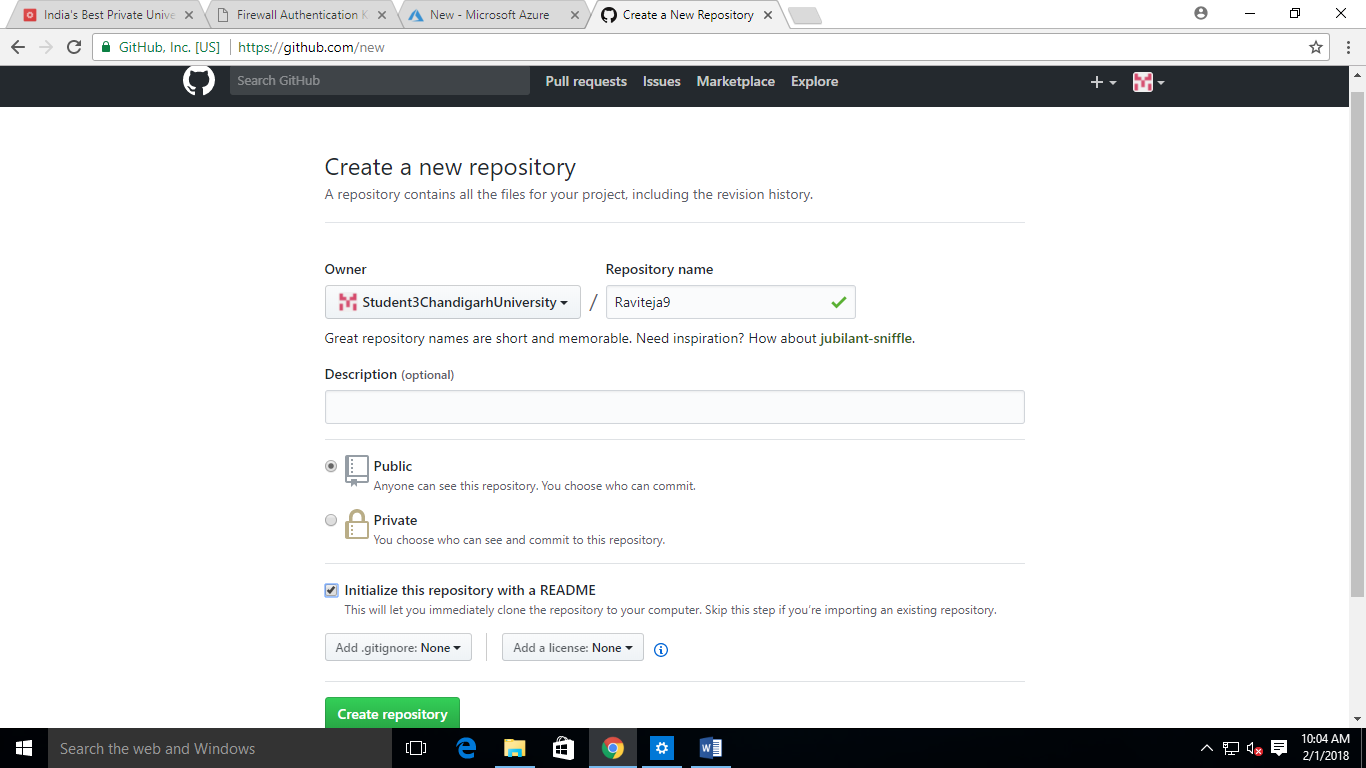 India's Best Private Unive
Firewall Authentication K
New - Microsoft Azure
Create a New Repository
GitHub, Inc. [US] https://github.com/new
Search GitHub
Pull requests Issues Marketplace Explore
Create a new repository
A repository contains all the files for your project, including the revision history.
Owner Repository name
Student3ChandigarhUniversity / Raviteja9
Great repository names are short and memorable. Need inspiration? How about jubilant-sniffle.
Description (optional)
Public
Anyone can see this repository. You choose who can commit.
Private
You choose who can see and commit to this repository.
Initialize this repository with a README
This will let you immediately clone the repository to your computer. Skip this step if you're importing an existing repository.
Add .gitignore: None Add a license: None
Create repository
Search the web and Windows
10:04 AM
2/1/2018